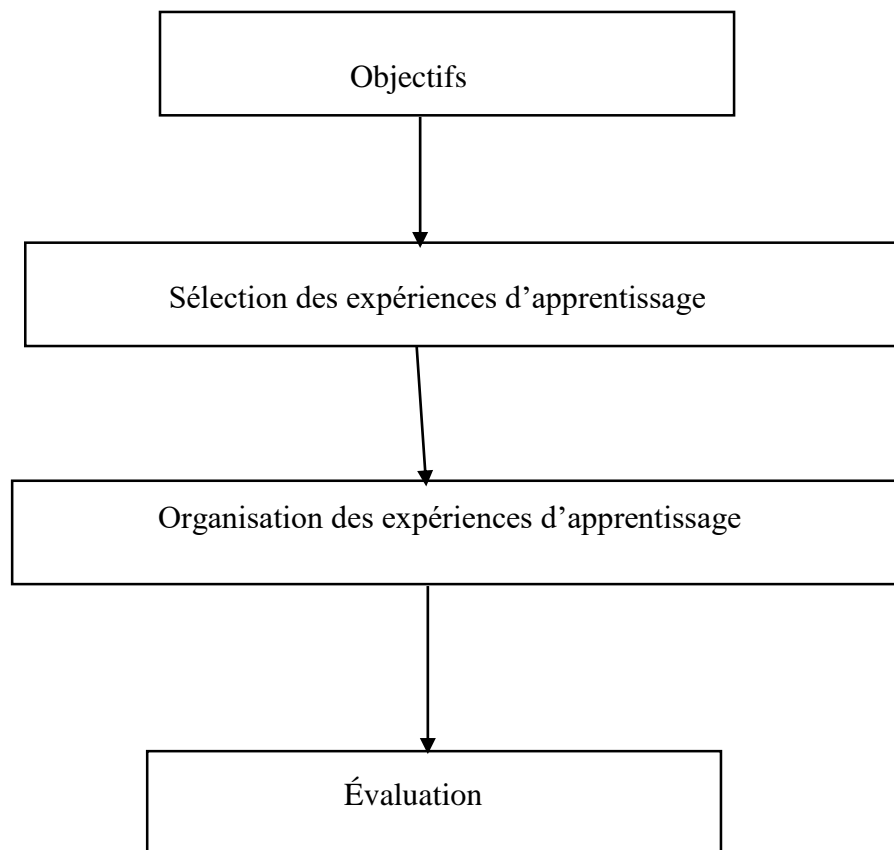 Objectifs
Sélection des expériences d’apprentissage
Organisation des expériences d’apprentissage
Évaluation